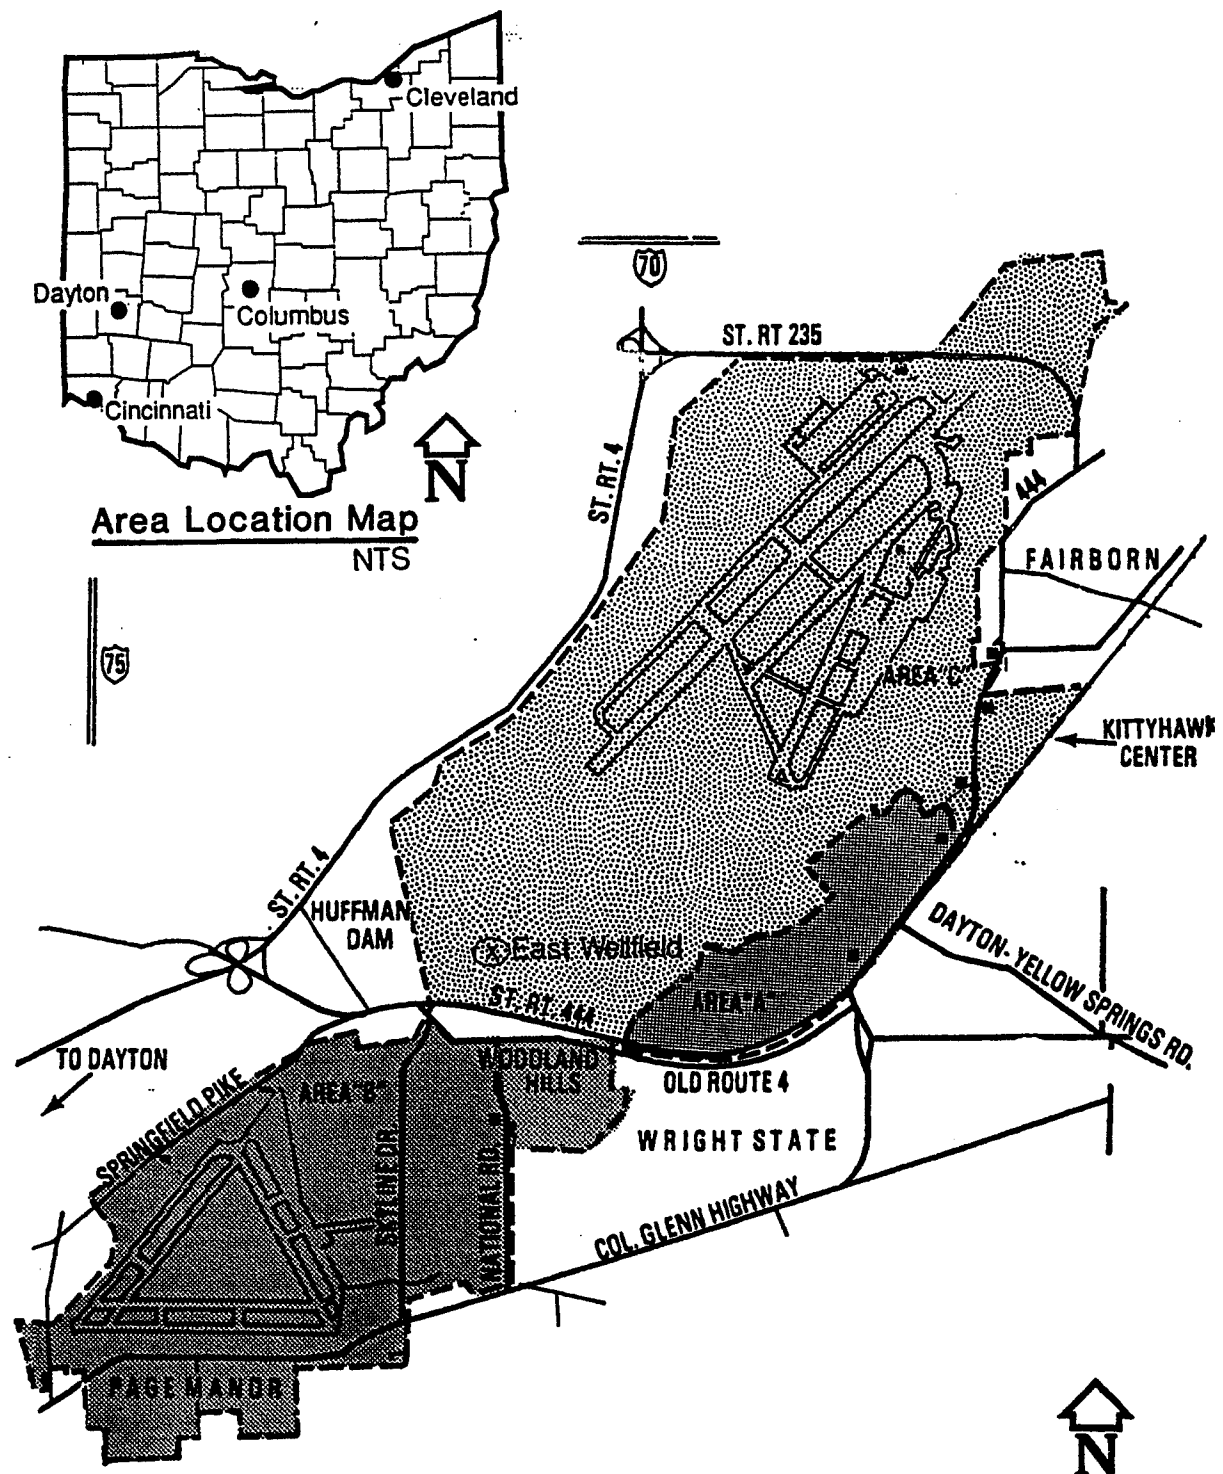 Cleveland
Dayton
Columbus
Cincinnati
N
Area Location Map
NTS
70
ST. RT 235
ST. RT. 4
444
FAIRBORN
75
AREA "C"
KITTYHAWK
CENTER
ST. RT. 4
HUFFMAN
DAM
East Wellfield
DAYTON-YELLOW SPRINGS RD.
ST. RT. 444
AREA "A"
TO DAYTON
WOODLAND
HILLS
OLD ROUTE 4
AREA "B"
SPRINGFIELD PIKE
WRIGHT STATE
SKYLINE DR.
NATIONAL RD.
COL. GLENN HIGHWAY
PAGE MANOR
N